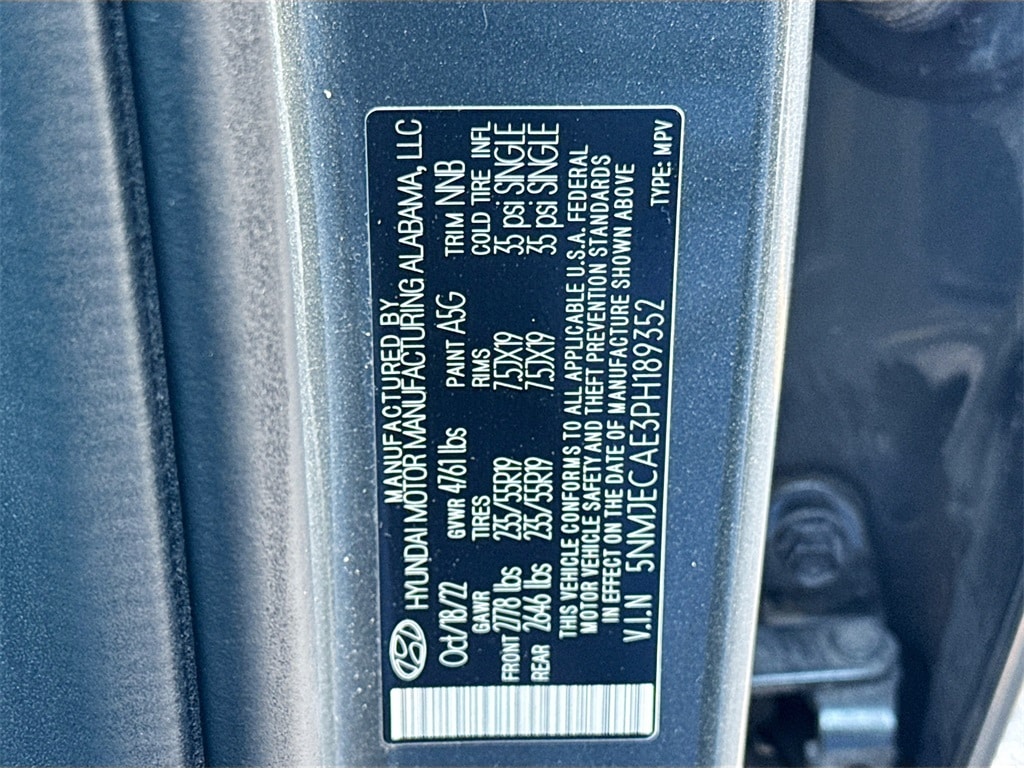 MANUFACTURED BY
HYUNDAI MOTOR MANUFACTURING ALABAMA, LLC
Oct/18/22 GVWR 4761 lbs PAINT A5G TRIM NNB
GAWR TIRES RIMS COLD TIRE INFL
FRONT 2778 lbs 235/55R19 7.5JX19 35 psi SINGLE
REAR 2646 lbs 235/55R19 7.5JX19 35 psi SINGLE
THIS VEHICLE CONFORMS TO ALL APPLICABLE U.S.A. FEDERAL
MOTOR VEHICLE SAFETY AND THEFT PREVENTION STANDARDS
IN EFFECT ON THE DATE OF MANUFACTURE SHOWN ABOVE
V.I.N 5NMJECAE3PH189352
TYPE: MPV